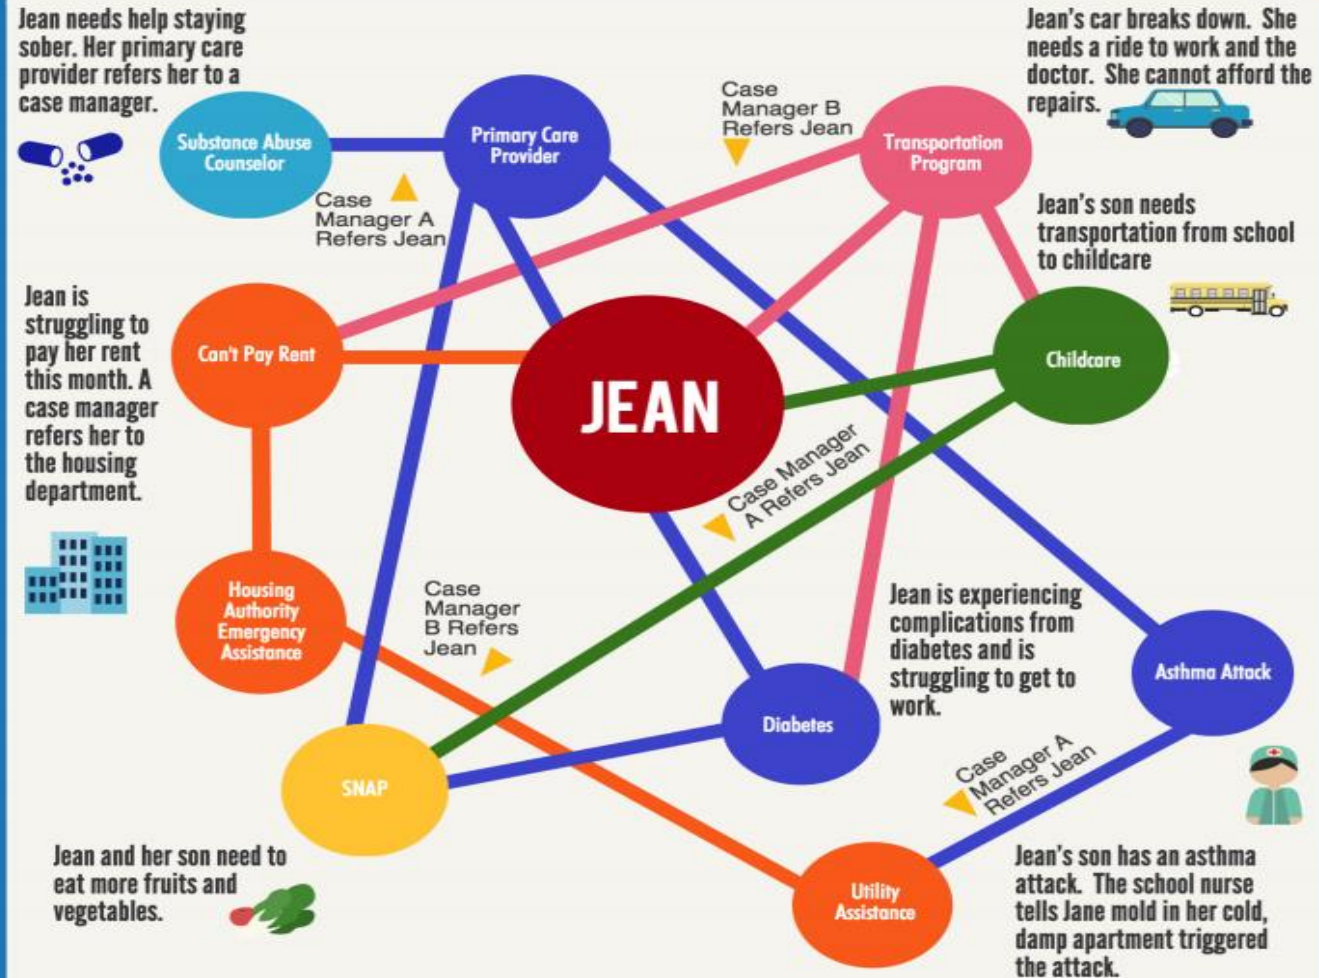 Jean needs help staying
sober. Her primary care
provider refers her to a
case manager.
Substance Abuse
Counselor
Primary Care
Provider
Case
Manager A
Refers Jean
Case
Manager B
Refers Jean
Transportation
Program
Jean's car breaks down. She
needs a ride to work and the
doctor. She cannot afford the
repairs.
Jean's son needs
transportation from school
to childcare
Jean is
struggling to
pay her rent
this month. A
case manager
refers her to
the housing
department.
Can't Pay Rent
JEAN
Childcare
Case Manager
A Refers Jean
Housing
Authority
Emergency
Assistance
Case
Manager
B Refers
Jean
Jean is experiencing
complications from
diabetes and is
struggling to get to
work.
Asthma Attack
Diabetes
SNAP
Case
Manager A
Refers Jean
Jean and her son need to
eat more fruits and
vegetables.
Utility
Assistance
Jean's son has an asthma
attack. The school nurse
tells Jane mold in her cold,
damp apartment triggered
the attack.